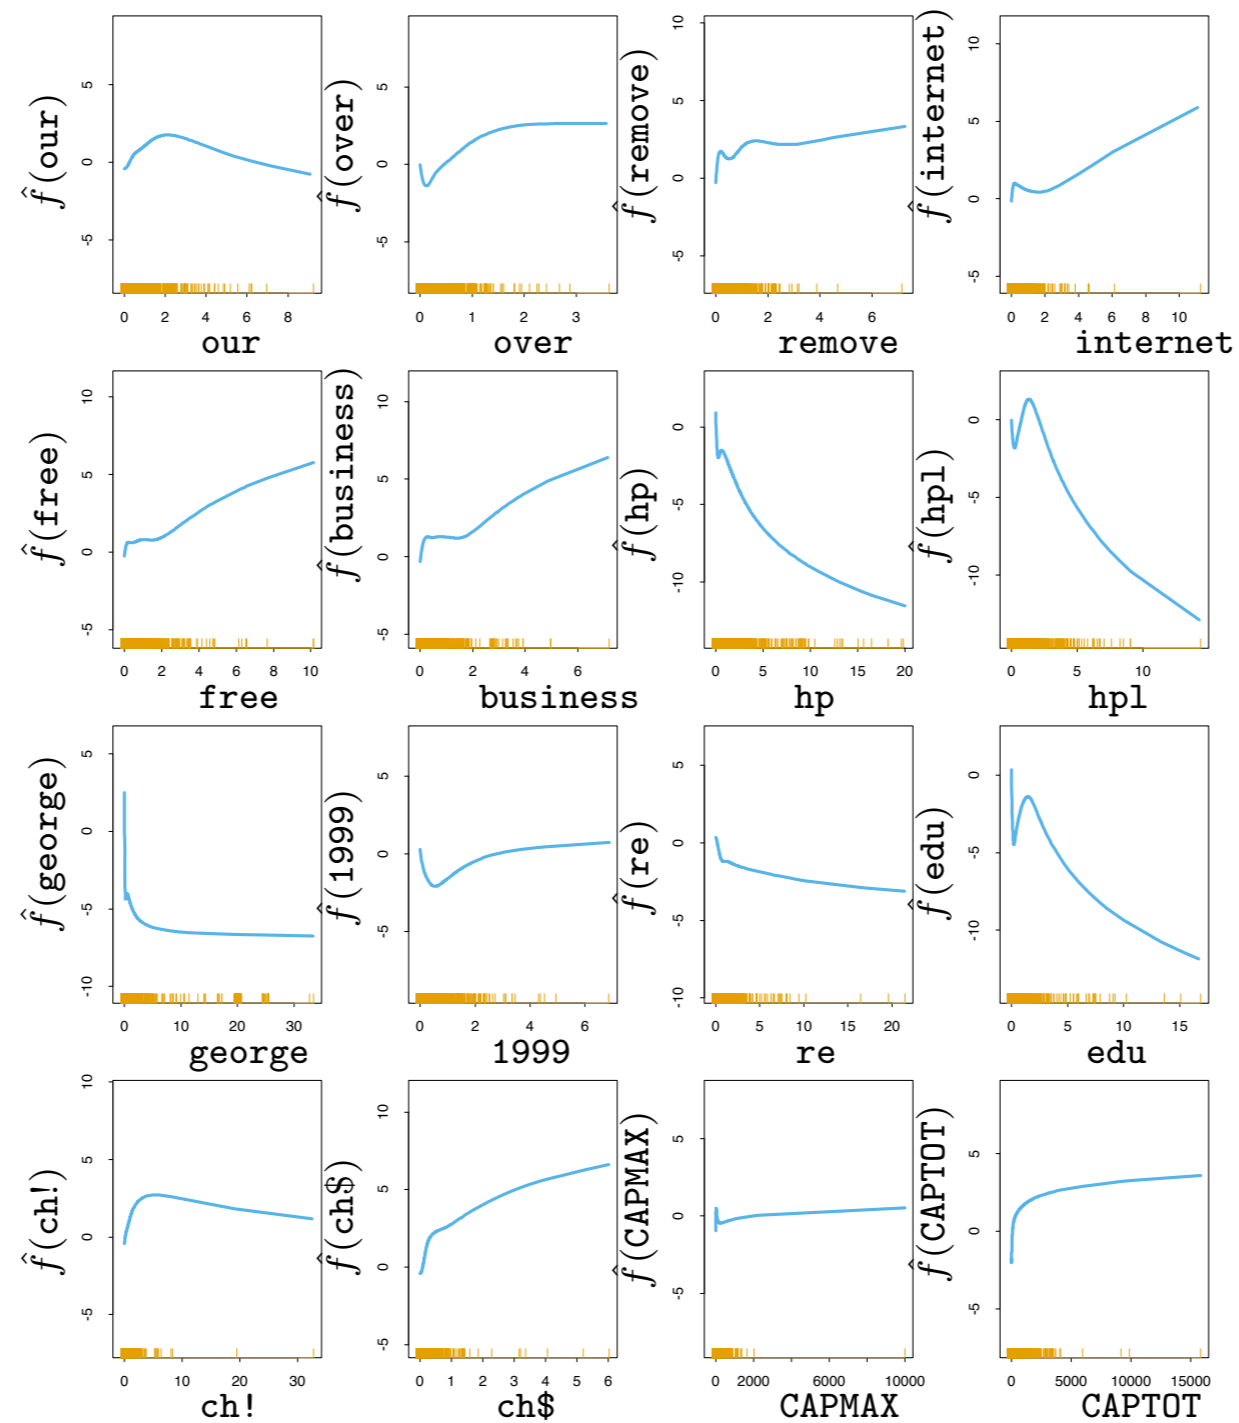 5
0
-5
f̂(our)
0 2 4 6 8
our
5
0
-5
f̂(over)
0 1 2 3
over
10
5
0
-5
f̂(remove)
0 2 4 6
remove
10
5
0
-5
f̂(internet)
0 2 4 6 8 10
internet
10
5
0
-5
f̂(free)
0 2 4 6 8 10
free
10
5
0
-5
f̂(business)
0 2 4 6
business
0
-5
-10
f̂(hp)
0 5 10 15 20
hp
0
-5
-10
f̂(hpl)
0 5 10
hpl
5
0
-5
-10
f̂(george)
0 10 20 30
george
5
0
-5
f̂(1999)
0 2 4 6
1999
5
0
-5
-10
f̂(re)
0 5 10 15 20
re
0
-5
-10
f̂(edu)
0 5 10 15
edu
10
5
0
-5
f̂(ch!)
0 10 20 30
ch!
10
5
0
-5
f̂(ch$)
0 1 2 3 4 5 6
ch$
5
0
-5
f̂(CAPMAX)
0 2000 6000 10000
CAPMAX
5
0
-5
f̂(CAPTOT)
0 5000 10000 15000
CAPTOT